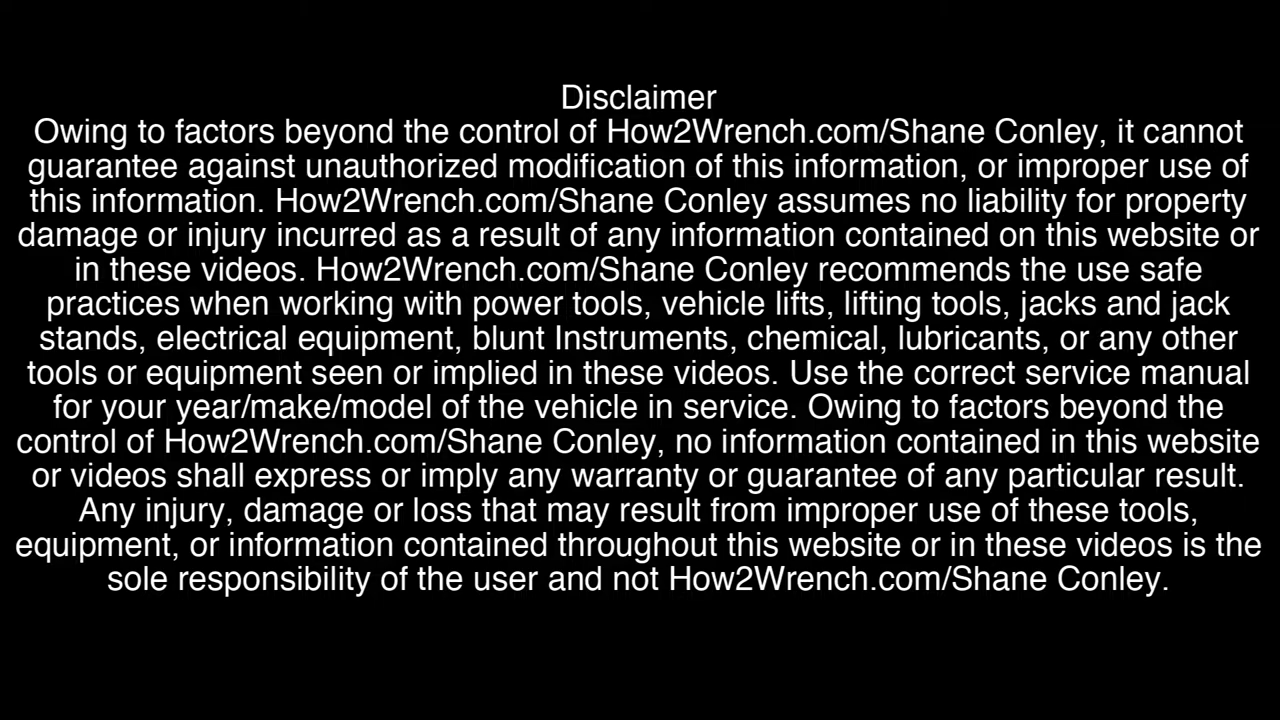 Disclaimer
Owing to factors beyond the control of How2Wrench.com/Shane Conley, it cannot
guarantee against unauthorized modification of this information, or improper use of
this information. How2Wrench.com/Shane Conley assumes no liability for property
damage or injury incurred as a result of any information contained on this website or
in these videos. How2Wrench.com/Shane Conley recommends the use safe
practices when working with power tools, vehicle lifts, lifting tools, jacks and jack
stands, electrical equipment, blunt Instruments, chemical, lubricants, or any other
tools or equipment seen or implied in these videos. Use the correct service manual
for your year/make/model of the vehicle in service. Owing to factors beyond the
control of How2Wrench.com/Shane Conley, no information contained in this website
or videos shall express or imply any warranty or guarantee of any particular result.
Any injury, damage or loss that may result from improper use of these tools,
equipment, or information contained throughout this website or in these videos is the
sole responsibility of the user and not How2Wrench.com/Shane Conley.